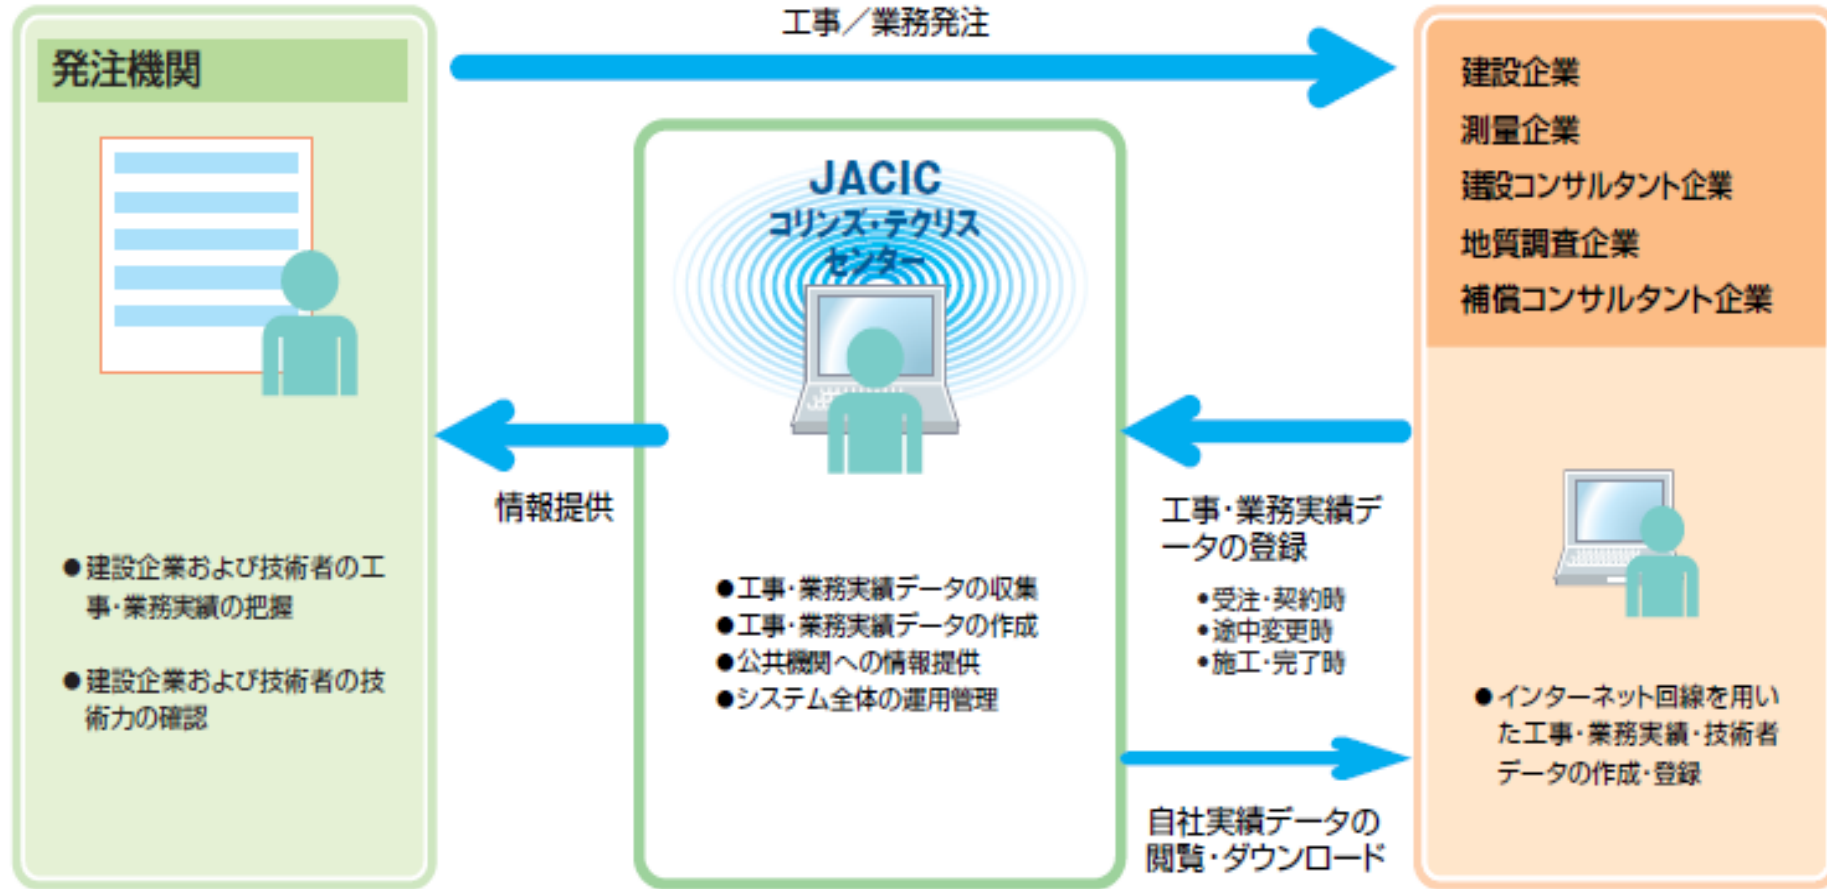 工事／業務発注
発注機関
●建設企業および技術者の工
事・業務実績の把握
●建設企業および技術者の技
術力の確認
情報提供
JACIC
コリンズ・テクリス
センター
●工事・業務実績データの収集
●工事・業務実績データの作成
●公共機関への情報提供
●システム全体の運用管理
工事・業務実績デ
ータの登録
•受注・契約時
•途中変更時
•施工・完了時
自社実績データの
閲覧・ダウンロード
建設企業
測量企業
建設コンサルタント企業
地質調査企業
補償コンサルタント企業
●インターネット回線を用い
た工事・業務実績・技術者
データの作成・登録